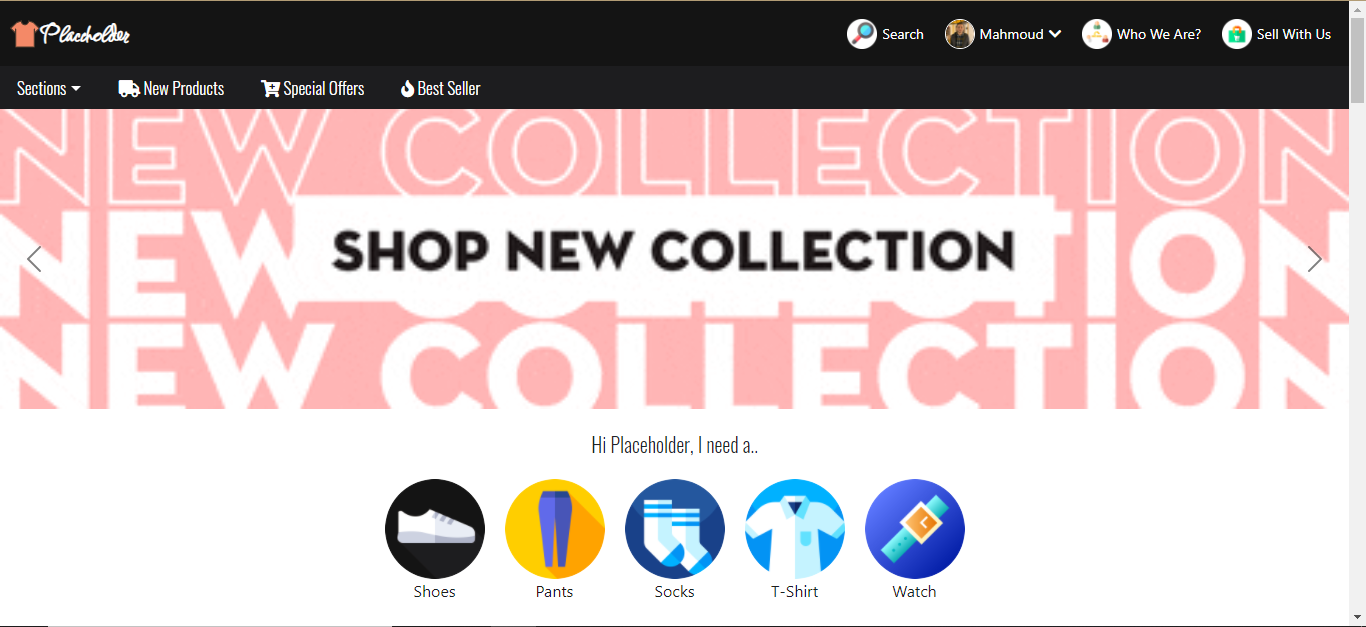 Placeholder
Search
Mahmoud
Who We Are?
Sell With Us
Sections
New Products
Special Offers
Best Seller
NEW COLLECTION
NEW COLLECTION
SHOP NEW COLLECTION
NEW COLLECTION
Hi Placeholder, I need a..
Shoes
Pants
Socks
T-Shirt
Watch